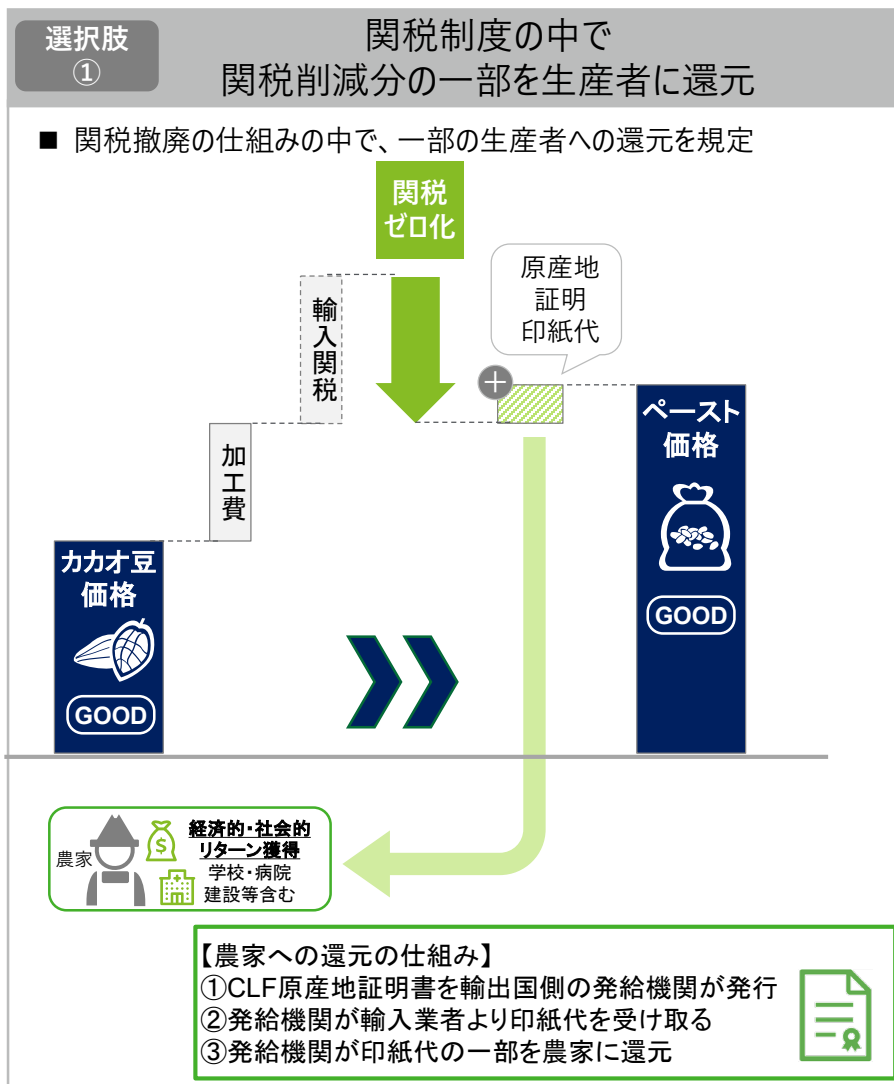 選択肢
①
関税制度の中で
関税削減分の一部を生産者に還元
■ 関税撤廃の仕組みの中で、一部の生産者への還元を規定
関税
ゼロ化
原産地
証明
印紙代
輸入関税
+
加工費
ペースト
価格
GOOD
カカオ豆
価格
GOOD
農家
$
経済的・社会的
リターン獲得
学校・病院
建設等含む
【農家への還元の仕組み】
①CLF原産地証明書を輸出国側の発給機関が発行
②発給機関が輸入業者より印紙代を受け取る
③発給機関が印紙代の一部を農家に還元